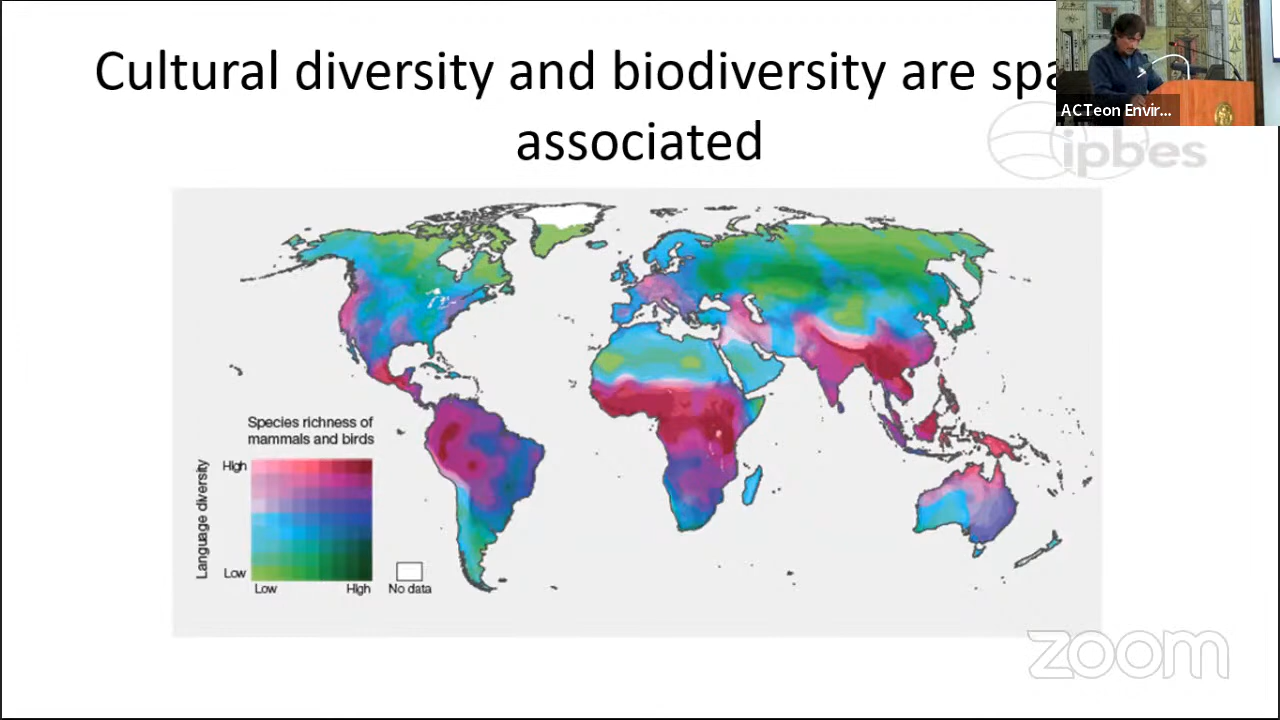 Cultural diversity and biodiversity are spa
associated
ACTeon Envir...
ipbes
Species richness of
mammals and birds
High
Language diversity
Low
Low
High
No data
zoom